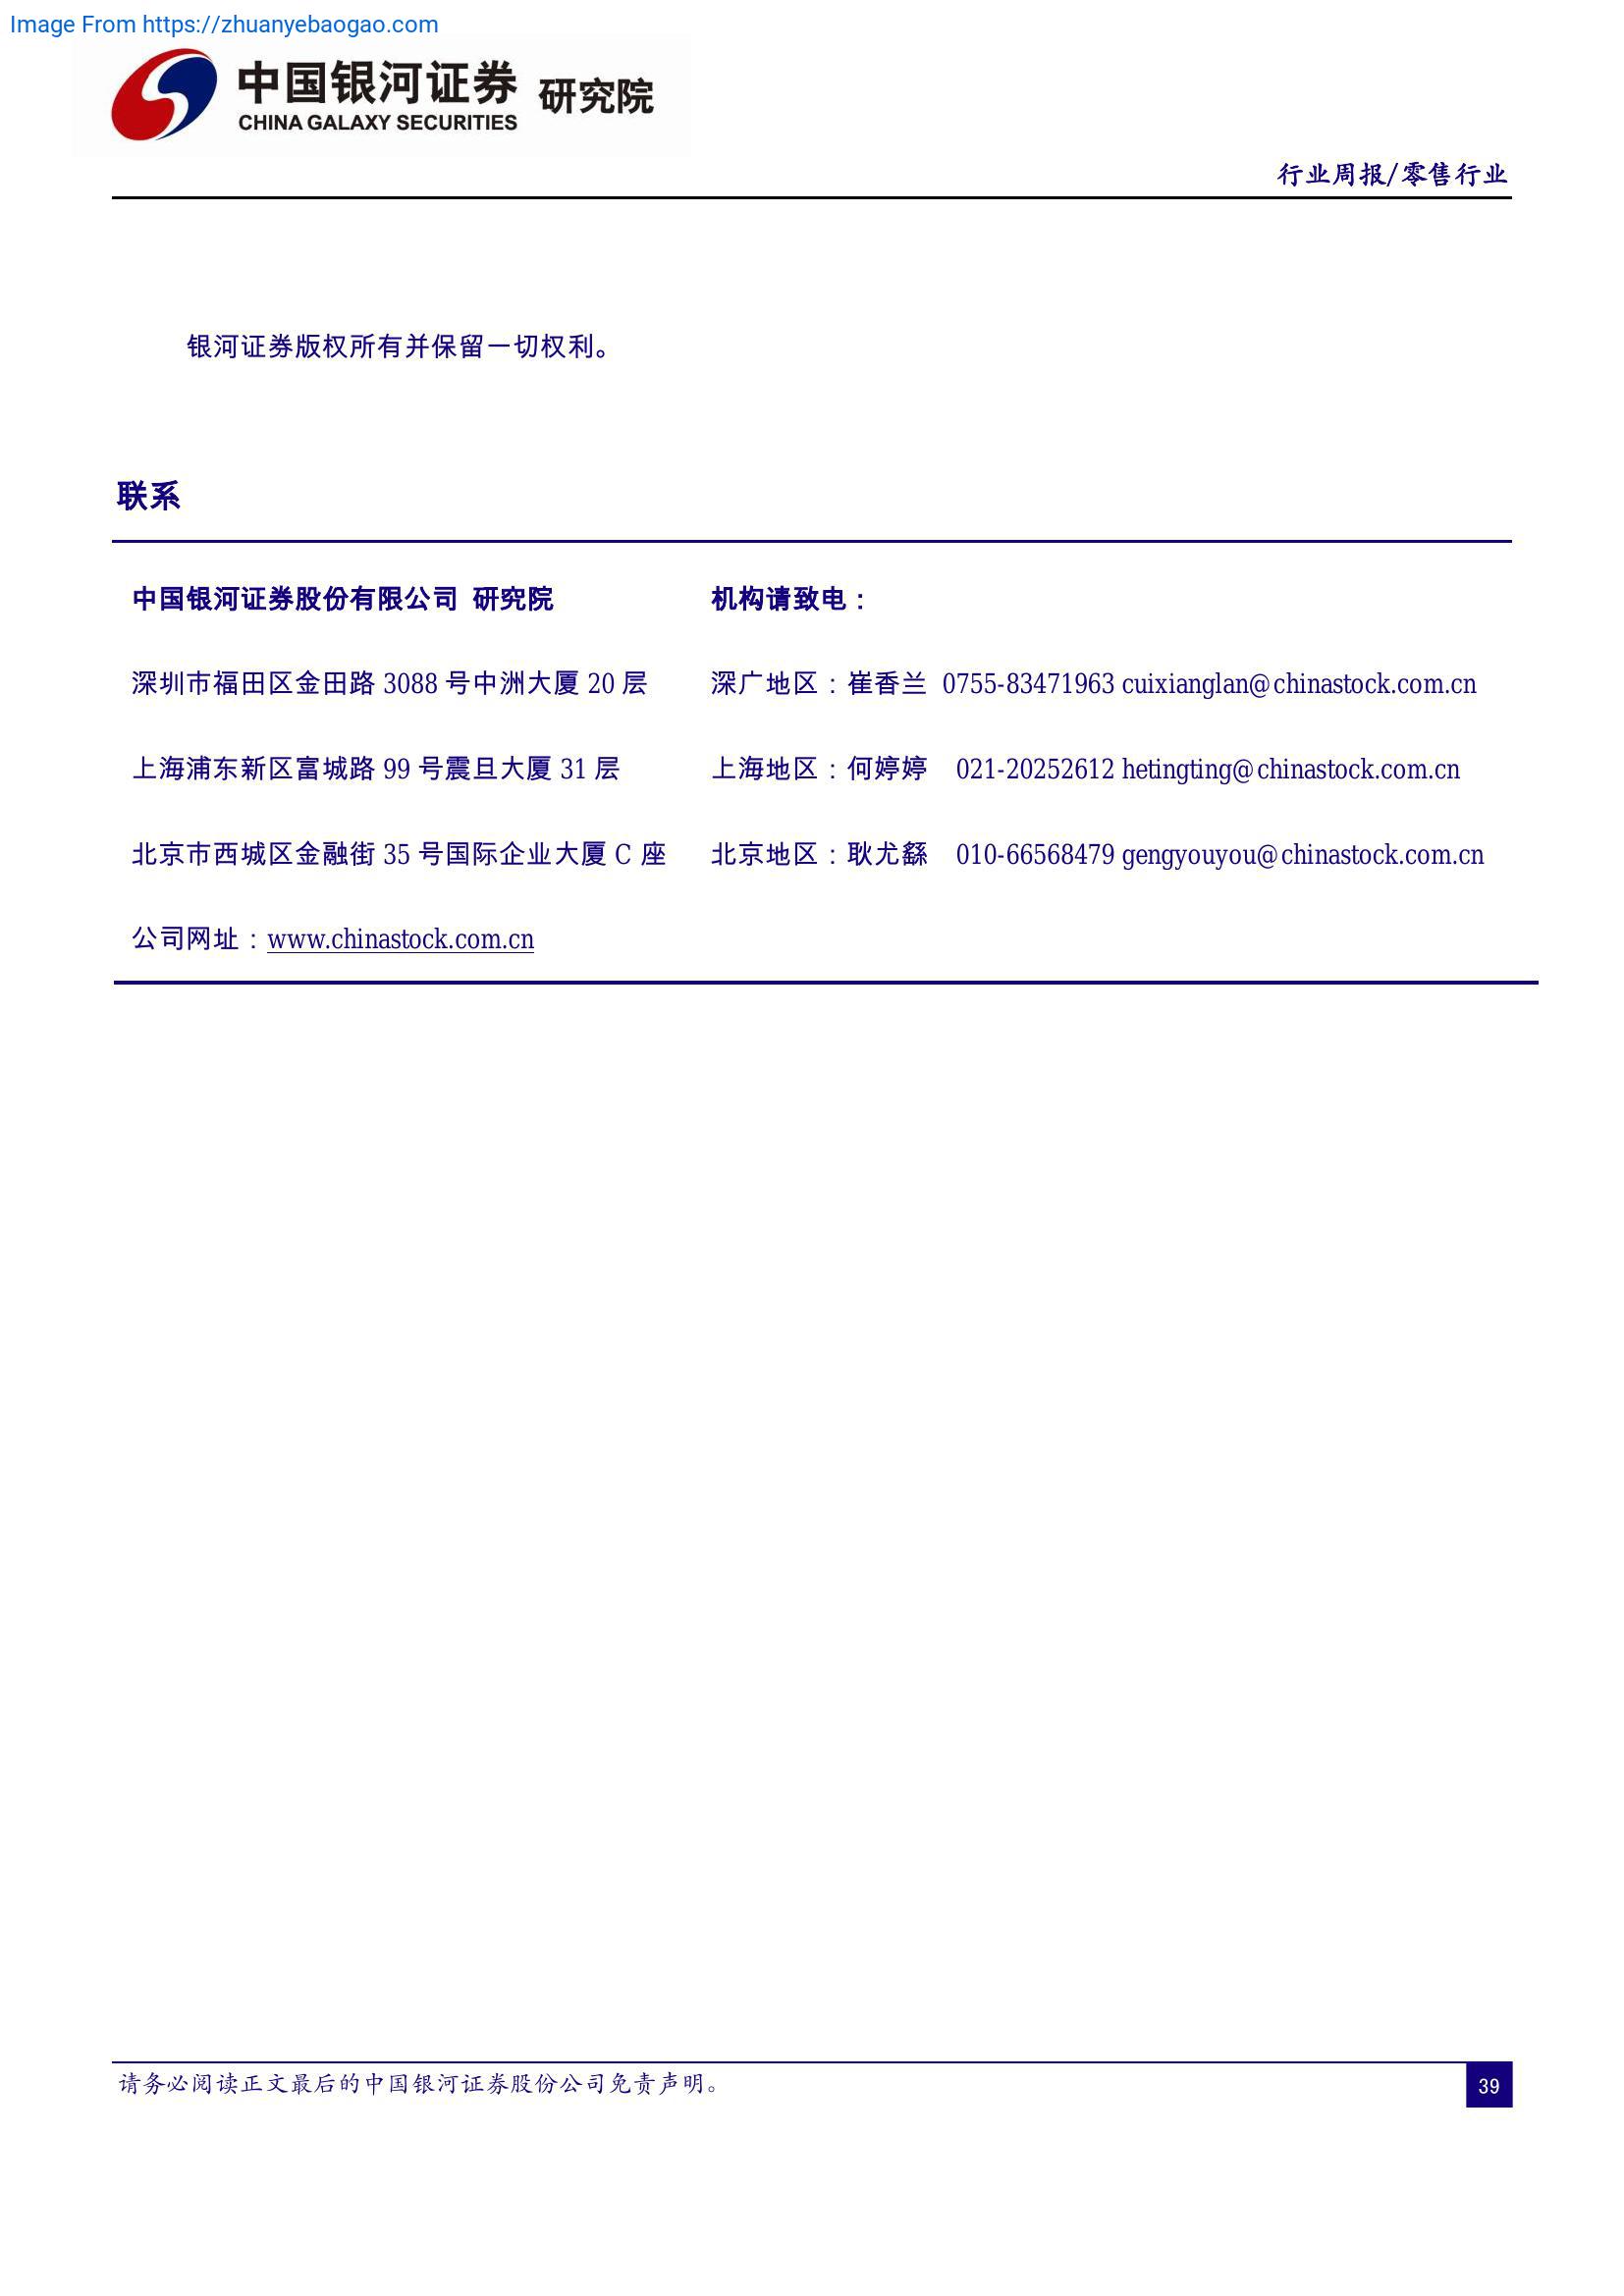 Image From https://zhuanyebaogao.com
中国银河证券 研究院
CHINA GALAXY SECURITIES
行业周报/零售行业
银河证券版权所有并保留一切权利。
联系
中国银河证券股份有限公司 研究院 机构请致电：
深圳市福田区金田路 3088 号中洲大厦 20 层 深广地区：崔香兰 0755-83471963 cuixianglan@chinastock.com.cn
上海浦东新区富城路 99 号震旦大厦 31 层 上海地区：何婷婷 021-20252612 hetingting@chinastock.com.cn
北京市西城区金融街 35 号国际企业大厦 C 座 北京地区：耿尤繇 010-66568479 gengyouyou@chinastock.com.cn
公司网址：www.chinastock.com.cn
请务必阅读正文最后的中国银河证券股份公司免责声明。
39